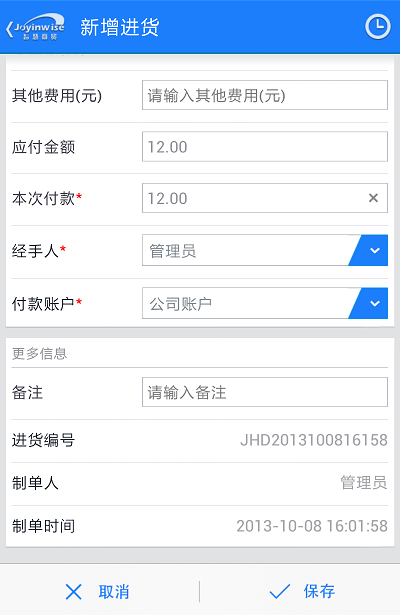 Joyinwise
智慧商贸
新增进货
其他费用(元) 请输入其他费用(元)
应付金额 12.00
本次付款* 12.00 ×
经手人* 管理员
付款账户* 公司账户
更多信息
备注 请输入备注
进货编号 JHD2013100816158
制单人 管理员
制单时间 2013-10-08 16:01:58
取消 保存